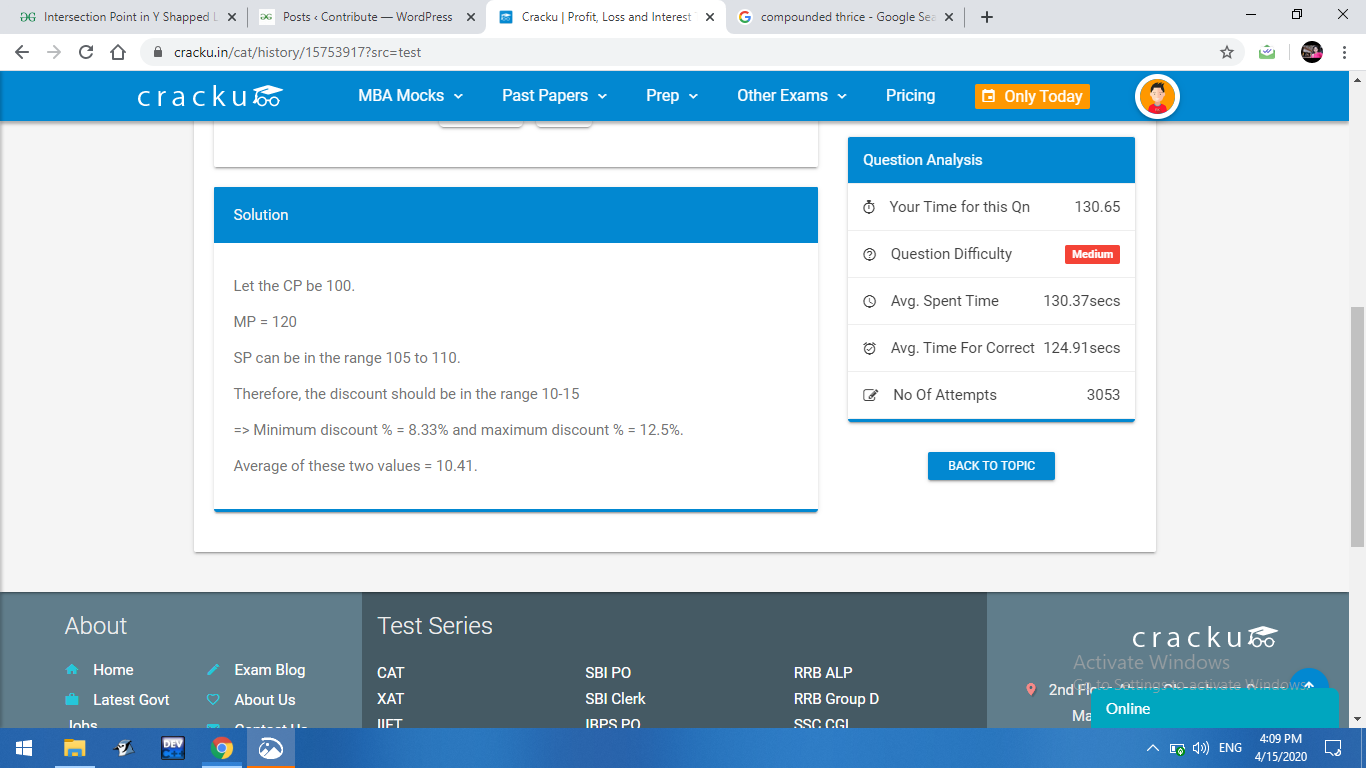 Intersection Point in Y Shapped L
Posts ‹ Contribute — WordPress
Cracku | Profit, Loss and Interest
compounded thrice - Google Sea
cracku.in/cat/history/15753917?src=test
cracku
MBA Mocks
Past Papers
Prep
Other Exams
Pricing
Only Today
Solution
Let the CP be 100.
MP = 120
SP can be in the range 105 to 110.
Therefore, the discount should be in the range 10-15
=> Minimum discount % = 8.33% and maximum discount % = 12.5%.
Average of these two values = 10.41.
Question Analysis
Your Time for this Qn 130.65
Question Difficulty Medium
Avg. Spent Time 130.37secs
Avg. Time For Correct 124.91secs
No Of Attempts 3053
BACK TO TOPIC
About
Home
Exam Blog
Latest Govt
Jobs
About Us
Contact Us
Test Series
CAT
SBI PO
RRB ALP
XAT
SBI Clerk
RRB Group D
IIFT
IBPS PO
SSC CGL
cracku
Activate Windows
Go to Settings to activate Windows.
2nd
Online
DEV
ENG
4:09 PM
4/15/2020